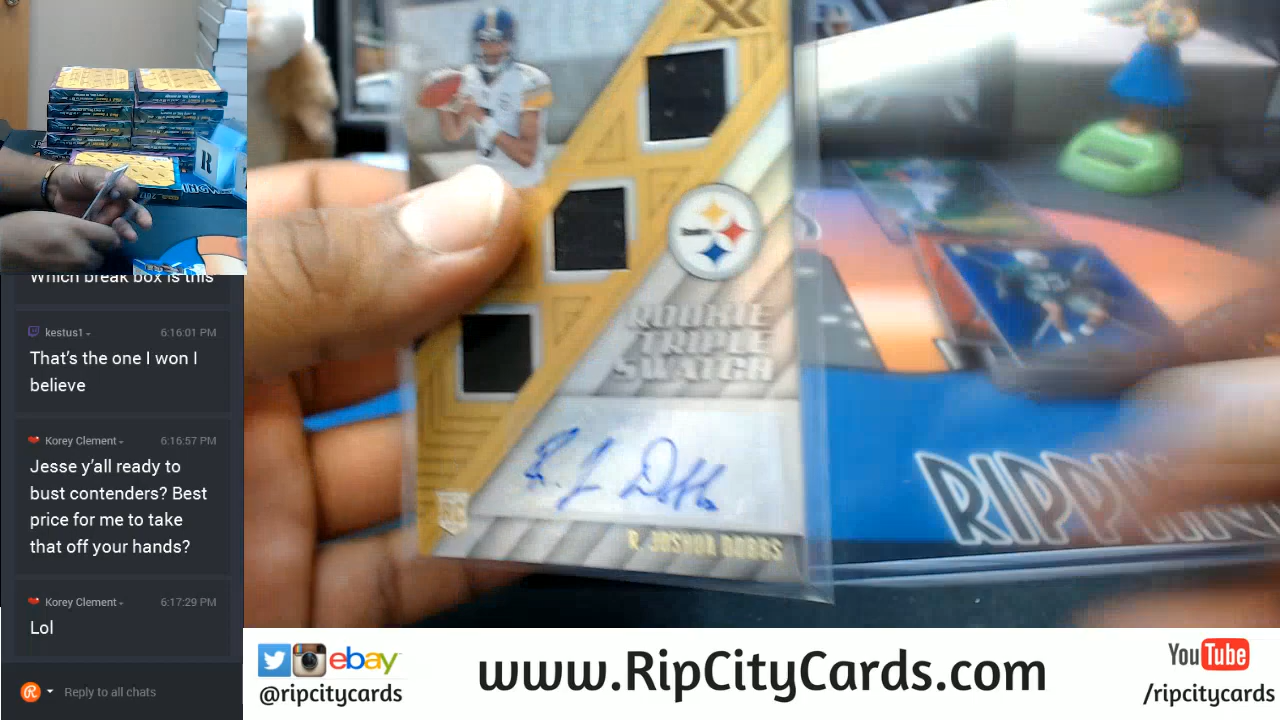 Which break box is this
kestus1
6:16:01 PM
That's the one I won I
believe
Korey Clement
6:16:57 PM
Jesse y'all ready to
bust contenders? Best
price for me to take
that off your hands?
Korey Clement
6:17:29 PM
Lol
Reply to all chats
XR
ROOKIE
TRIPLE
SWATCH
RC
R. JOSHUA DOBBS
R
RIPPIN
ebay
@ripcitycards
www.RipCityCards.com
YouTube
/ripcitycards